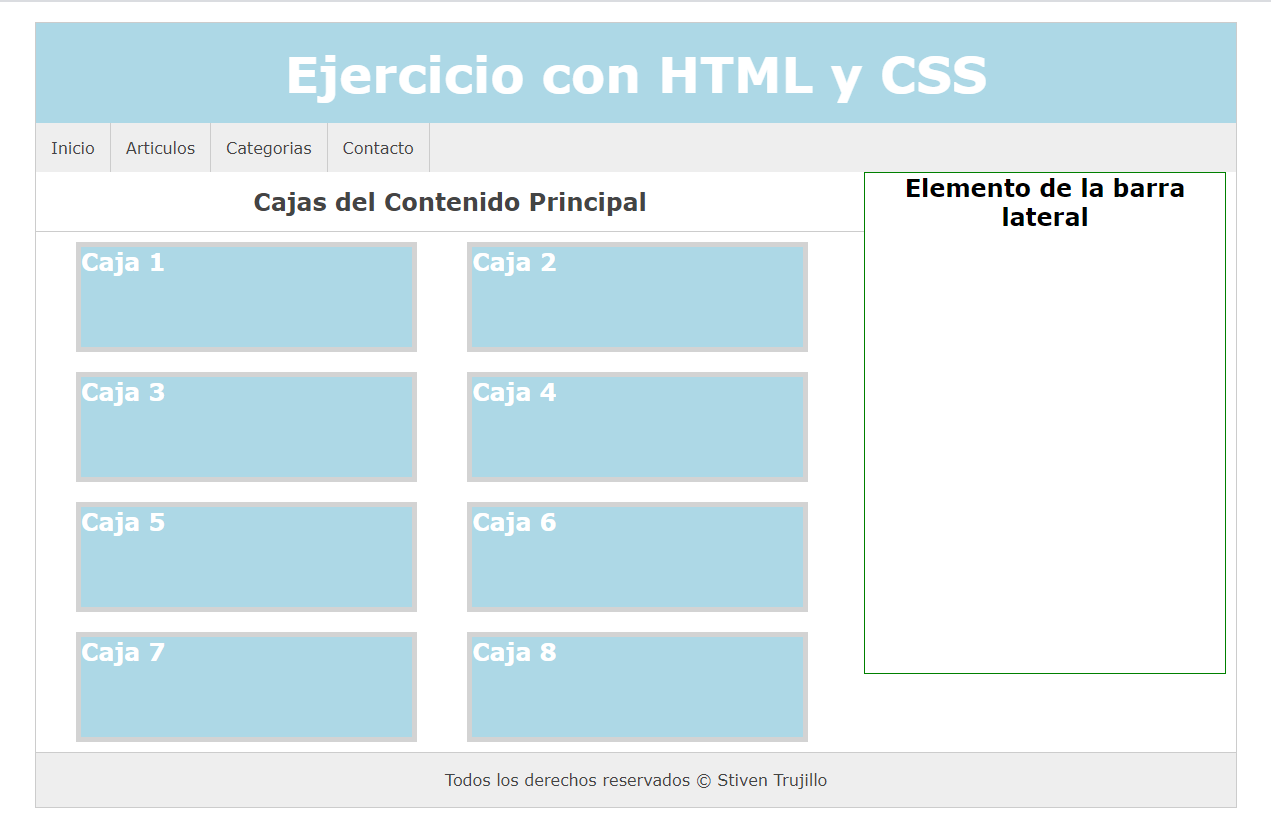 Ejercicio con HTML y CSS
Inicio Articulos Categorias Contacto
Cajas del Contenido Principal
Elemento de la barra
lateral
Caja 1
Caja 2
Caja 3
Caja 4
Caja 5
Caja 6
Caja 7
Caja 8
Todos los derechos reservados © Stiven Trujillo